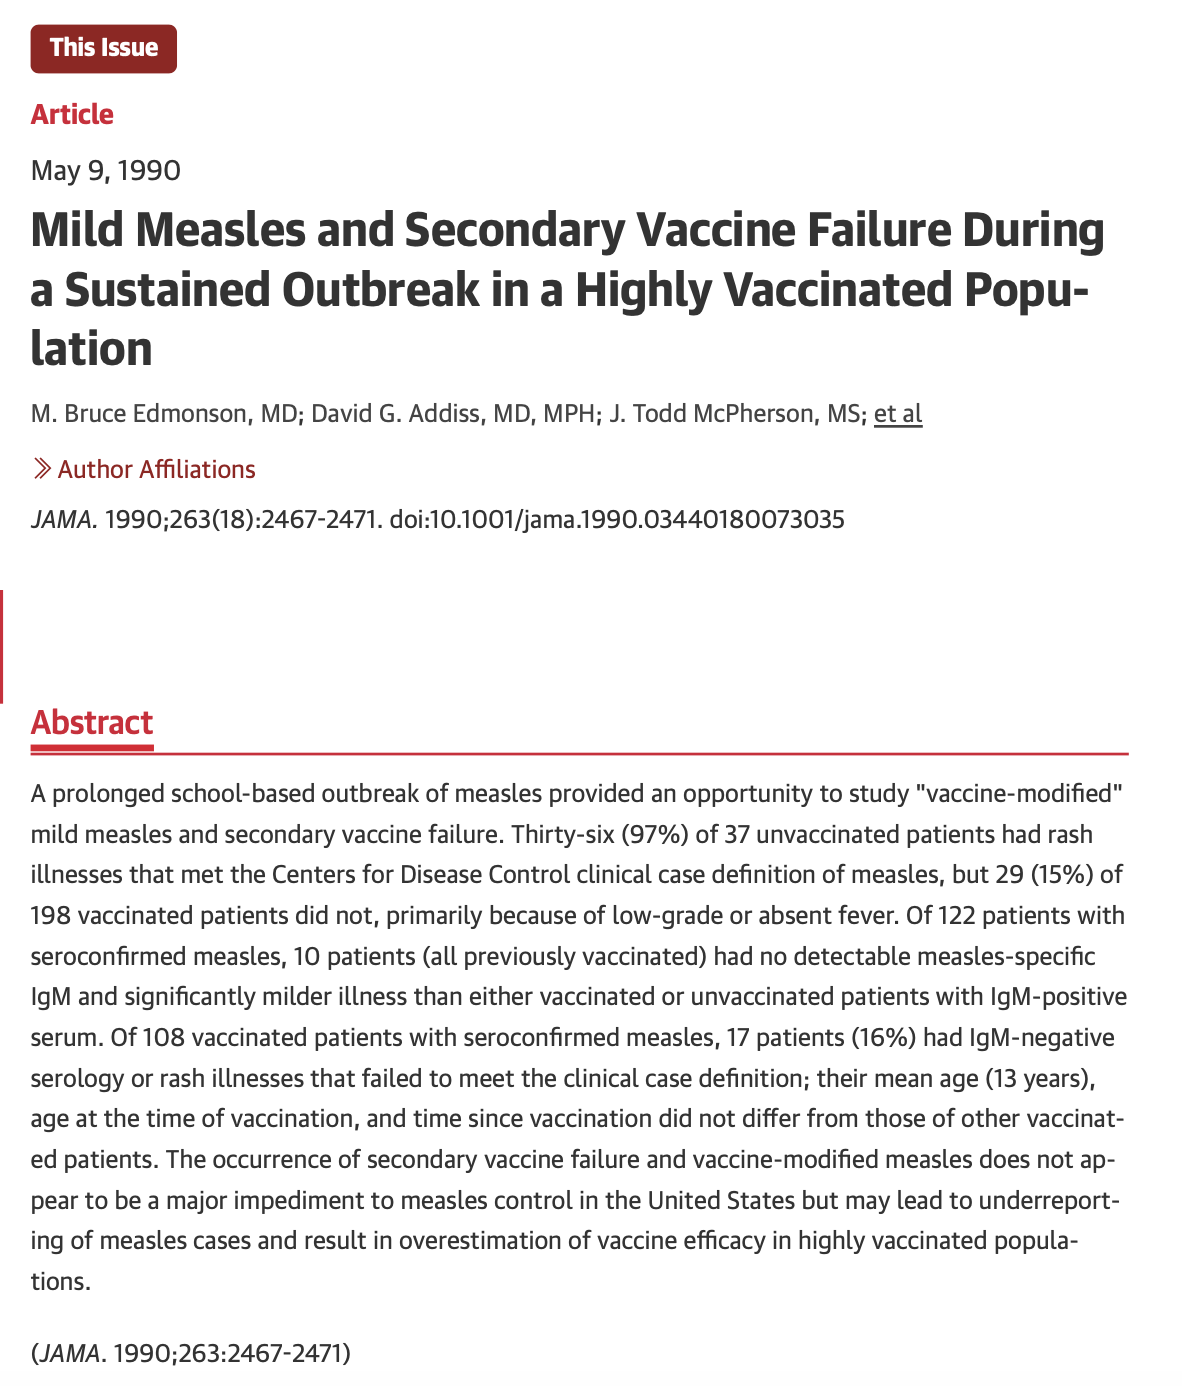 This Issue
Article
May 9, 1990
Mild Measles and Secondary Vaccine Failure During
a Sustained Outbreak in a Highly Vaccinated Popu-
lation
M. Bruce Edmonson, MD; David G. Addiss, MD, MPH; J. Todd McPherson, MS; et al
Author Affiliations
JAMA. 1990;263(18):2467-2471. doi:10.1001/jama.1990.03440180073035
Abstract
A prolonged school-based outbreak of measles provided an opportunity to study "vaccine-modified"
mild measles and secondary vaccine failure. Thirty-six (97%) of 37 unvaccinated patients had rash
illnesses that met the Centers for Disease Control clinical case definition of measles, but 29 (15%) of
198 vaccinated patients did not, primarily because of low-grade or absent fever. Of 122 patients with
seroconfirmed measles, 10 patients (all previously vaccinated) had no detectable measles-specific
IgM and significantly milder illness than either vaccinated or unvaccinated patients with IgM-positive
serum. Of 108 vaccinated patients with seroconfirmed measles, 17 patients (16%) had IgM-negative
serology or rash illnesses that failed to meet the clinical case definition; their mean age (13 years),
age at the time of vaccination, and time since vaccination did not differ from those of other vaccinat-
ed patients. The occurrence of secondary vaccine failure and vaccine-modified measles does not ap-
pear to be a major impediment to measles control in the United States but may lead to underreport-
ing of measles cases and result in overestimation of vaccine efficacy in highly vaccinated popula-
tions.
(JAMA. 1990;263:2467-2471)